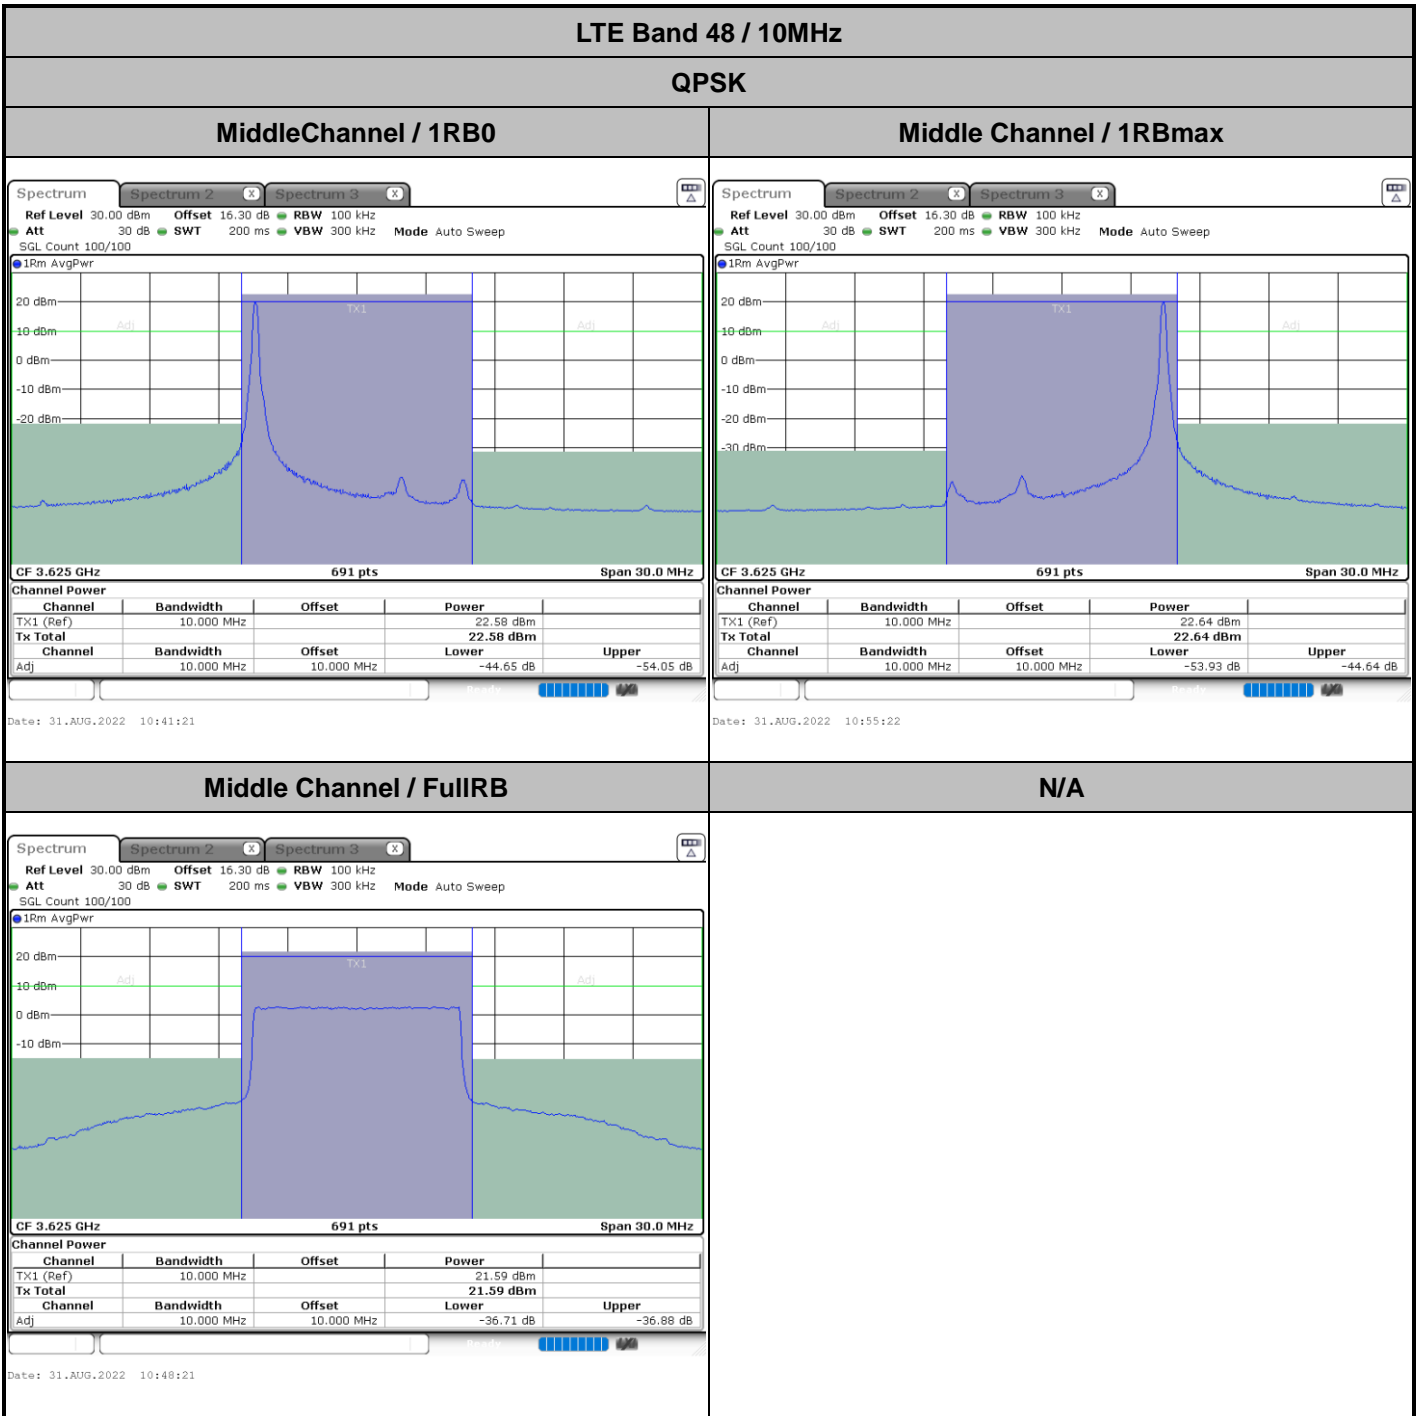 LTE Band 48 / 10MHz
QPSK
MiddleChannel / 1RB0
Middle Channel / 1RBmax
Spectrum Spectrum 2 X Spectrum 3 X
Ref Level 30.00 dBm Offset 16.30 dB RBW 100 kHz
Att 30 dB SWT 200 ms VBW 300 kHz Mode Auto Sweep
SGL Count 100/100
1Rm AvgPwr
TX1
20 dBm
Adj Adj
10 dBm
0 dBm
-10 dBm
-20 dBm
CF 3.625 GHz 691 pts Span 30.0 MHz
Channel Power
Channel Bandwidth Offset Power
TX1 (Ref) 10.000 MHz 22.58 dBm
Tx Total 22.58 dBm
Channel Bandwidth Offset Lower Upper
Adj 10.000 MHz 10.000 MHz -44.65 dB -54.05 dB
Ready
Date: 31.AUG.2022 10:41:21
Spectrum Spectrum 2 X Spectrum 3 X
Ref Level 30.00 dBm Offset 16.30 dB RBW 100 kHz
Att 30 dB SWT 200 ms VBW 300 kHz Mode Auto Sweep
SGL Count 100/100
1Rm AvgPwr
20 dBm
TX1
Adj Adj
10 dBm
0 dBm
-10 dBm
-20 dBm
-30 dBm
CF 3.625 GHz 691 pts Span 30.0 MHz
Channel Power
Channel Bandwidth Offset Power
TX1 (Ref) 10.000 MHz 22.64 dBm
Tx Total 22.64 dBm
Channel Bandwidth Offset Lower Upper
Adj 10.000 MHz 10.000 MHz -53.93 dB -44.64 dB
Ready
Date: 31.AUG.2022 10:55:22
Middle Channel / FullRB
N/A
Spectrum Spectrum 2 X Spectrum 3 X
Ref Level 30.00 dBm Offset 16.30 dB RBW 100 kHz
Att 30 dB SWT 200 ms VBW 300 kHz Mode Auto Sweep
SGL Count 100/100
1Rm AvgPwr
20 dBm
TX1
Adj Adj
10 dBm
0 dBm
-10 dBm
CF 3.625 GHz 691 pts Span 30.0 MHz
Channel Power
Channel Bandwidth Offset Power
TX1 (Ref) 10.000 MHz 21.59 dBm
Tx Total 21.59 dBm
Channel Bandwidth Offset Lower Upper
Adj 10.000 MHz 10.000 MHz -36.71 dB -36.88 dB
Ready
Date: 31.AUG.2022 10:48:21